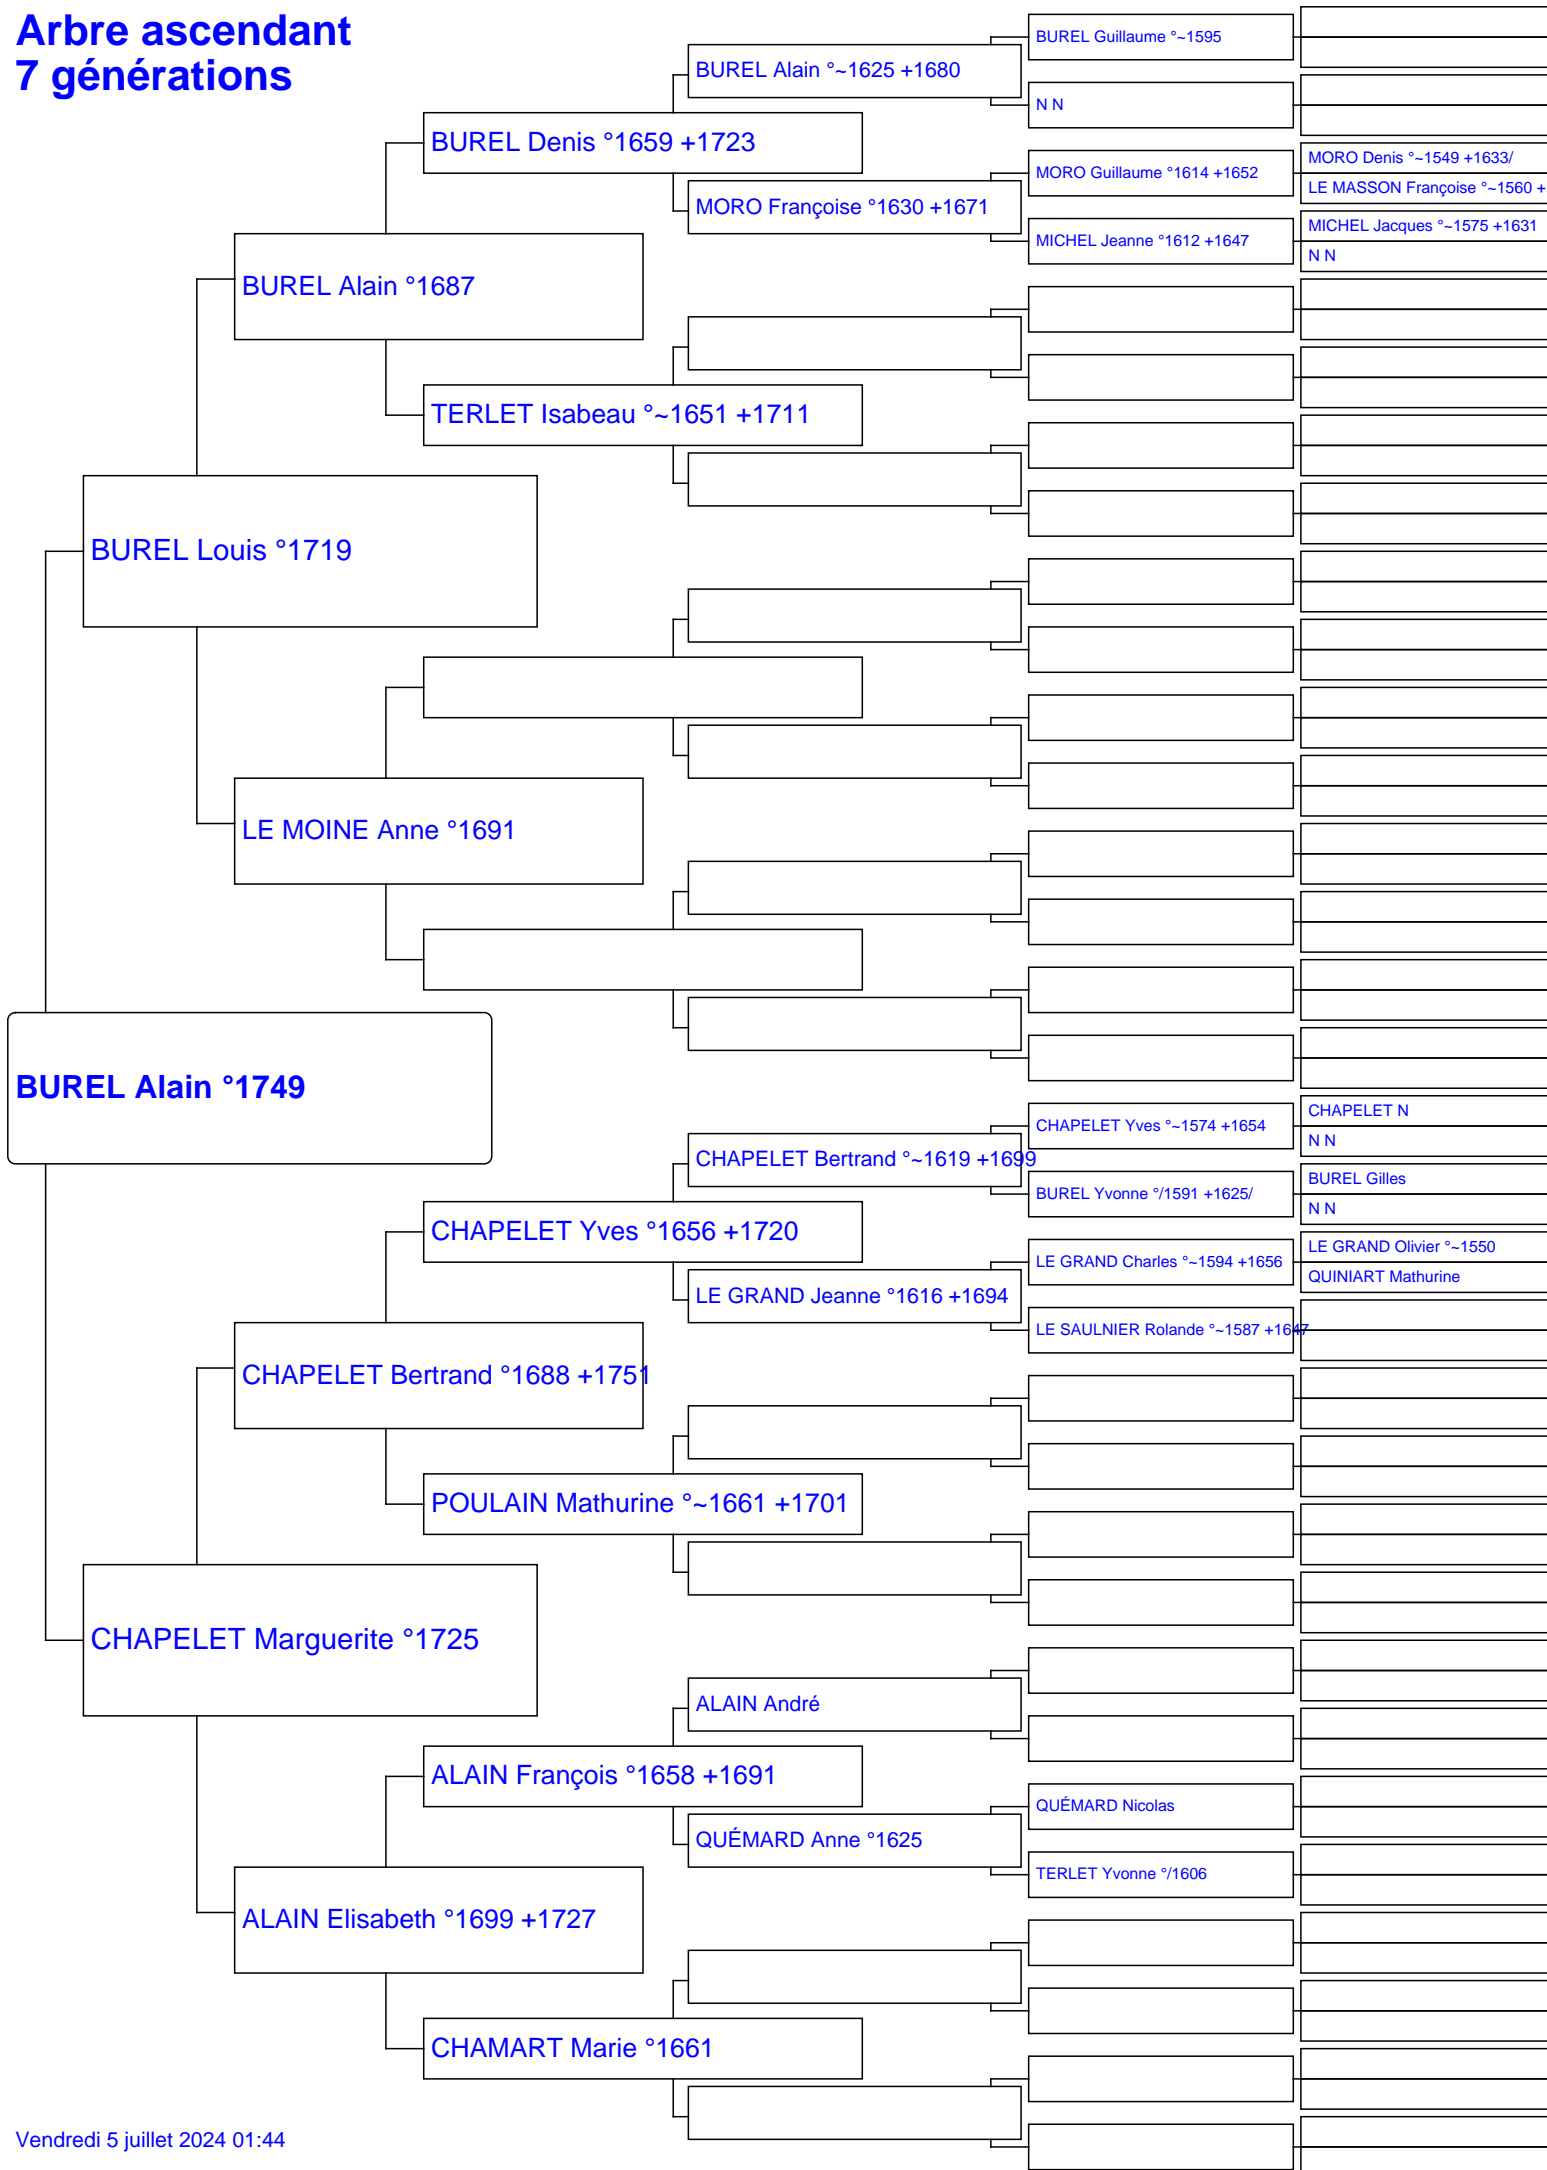 Arbre ascendant
7 générations
BUREL Guillaume °~1595
BUREL Alain °~1625 +1680
N N
BUREL Denis °1659 +1723
MORO Denis °~1549 +1633/
MORO Guillaume °1614 +1652
LE MASSON Françoise °~1560 +
MORO Françoise °1630 +1671
MICHEL Jacques °~1575 +1631
MICHEL Jeanne °1612 +1647
N N
BUREL Alain °1687
TERLET Isabeau °~1651 +1711
BUREL Louis °1719
LE MOINE Anne °1691
BUREL Alain °1749
CHAPELET N
CHAPELET Yves °~1574 +1654
N N
CHAPELET Bertrand °~1619 +1699
BUREL Gilles
BUREL Yvonne °/1591 +1625/
N N
CHAPELET Yves °1656 +1720
LE GRAND Olivier °~1550
LE GRAND Charles °~1594 +1656
QUINIART Mathurine
LE GRAND Jeanne °1616 +1694
LE SAULNIER Rolande °~1587 +1647
CHAPELET Bertrand °1688 +1751
POULAIN Mathurine °~1661 +1701
CHAPELET Marguerite °1725
ALAIN André
ALAIN François °1658 +1691
QUÉMARD Nicolas
QUÉMARD Anne °1625
TERLET Yvonne °/1606
ALAIN Elisabeth °1699 +1727
CHAMART Marie °1661
Vendredi 5 juillet 2024 01:44